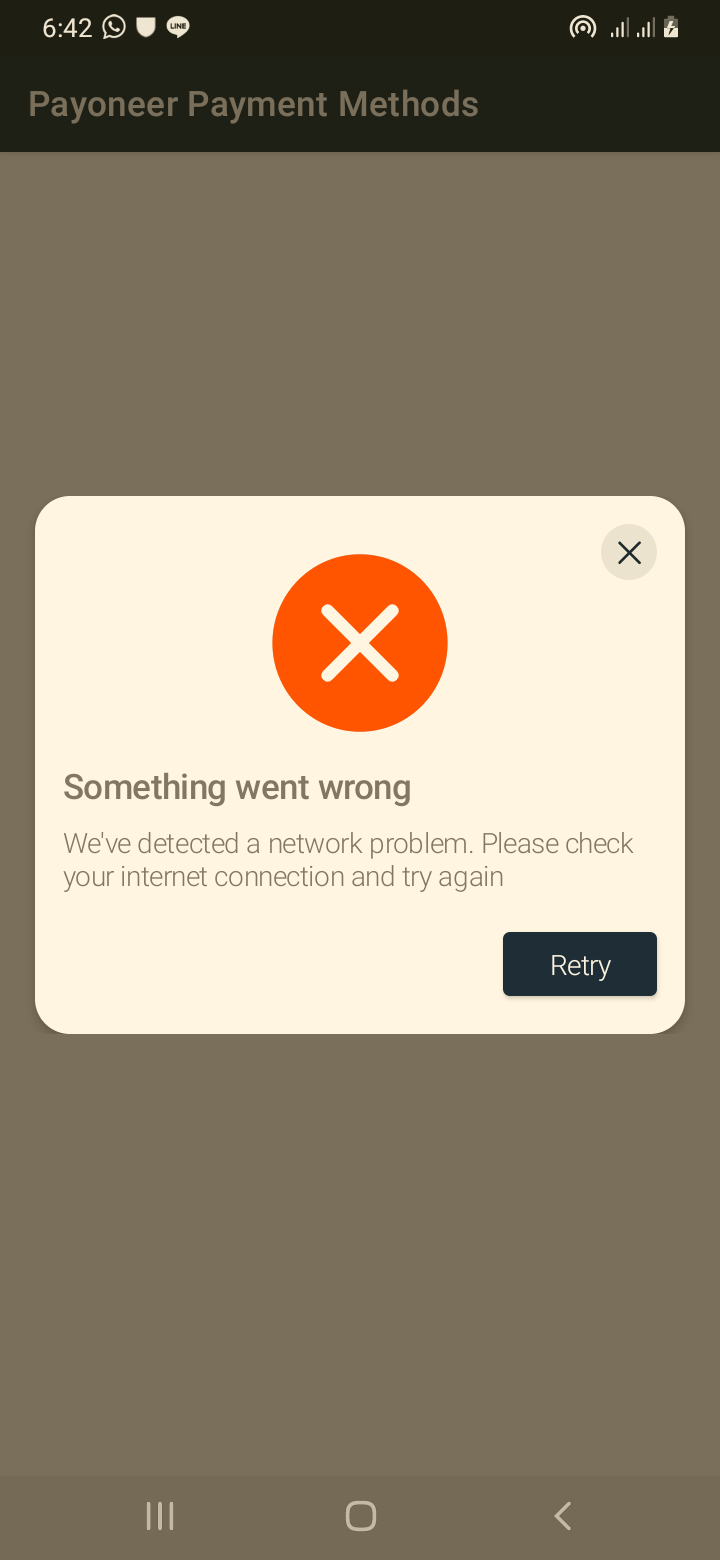 6:42 LINE
Payoneer Payment Methods
Something went wrong
We've detected a network problem. Please check
your internet connection and try again
Retry